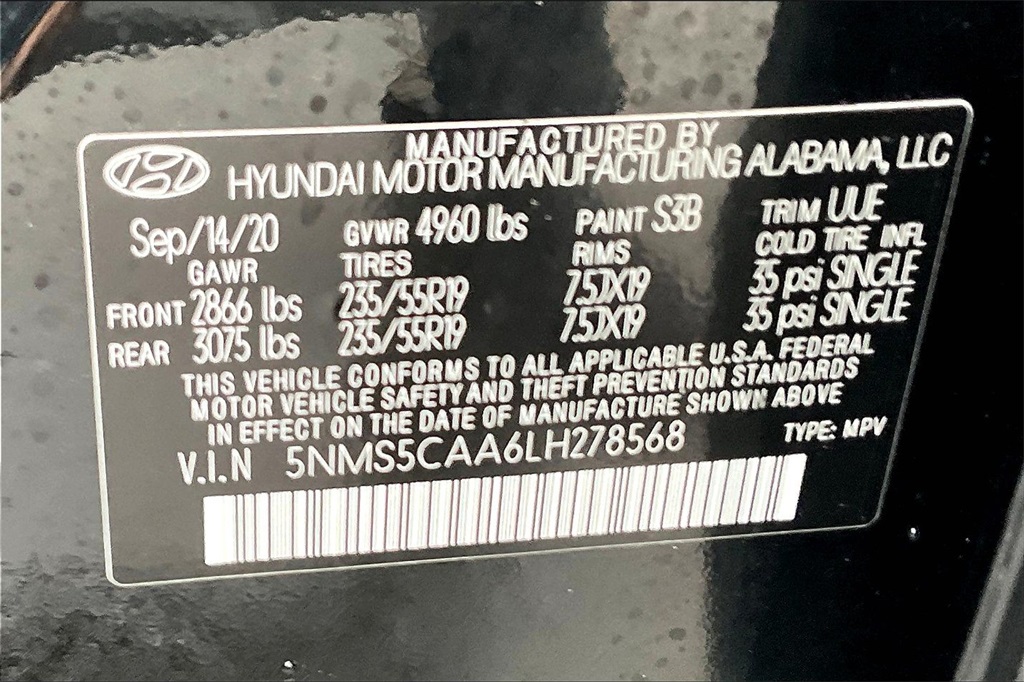 MANUFACTURED BY
HYUNDAI MOTOR MANUFACTURING ALABAMA, LLC
Sep/14/20 GVWR 4960 lbs PAINT S3B TRIM UUE
GAWR TIRES RIMS COLD TIRE INFL
FRONT 2866 lbs 235/55R19 7.5JX19 35 psi SINGLE
REAR 3075 lbs 235/55R19 7.5JX19 35 psi SINGLE
THIS VEHICLE CONFORMS TO ALL APPLICABLE U.S.A. FEDERAL
MOTOR VEHICLE SAFETY AND THEFT PREVENTION STANDARDS
IN EFFECT ON THE DATE OF MANUFACTURE SHOWN ABOVE
V.I.N 5NMS5CAA6LH278568 TYPE: MPV